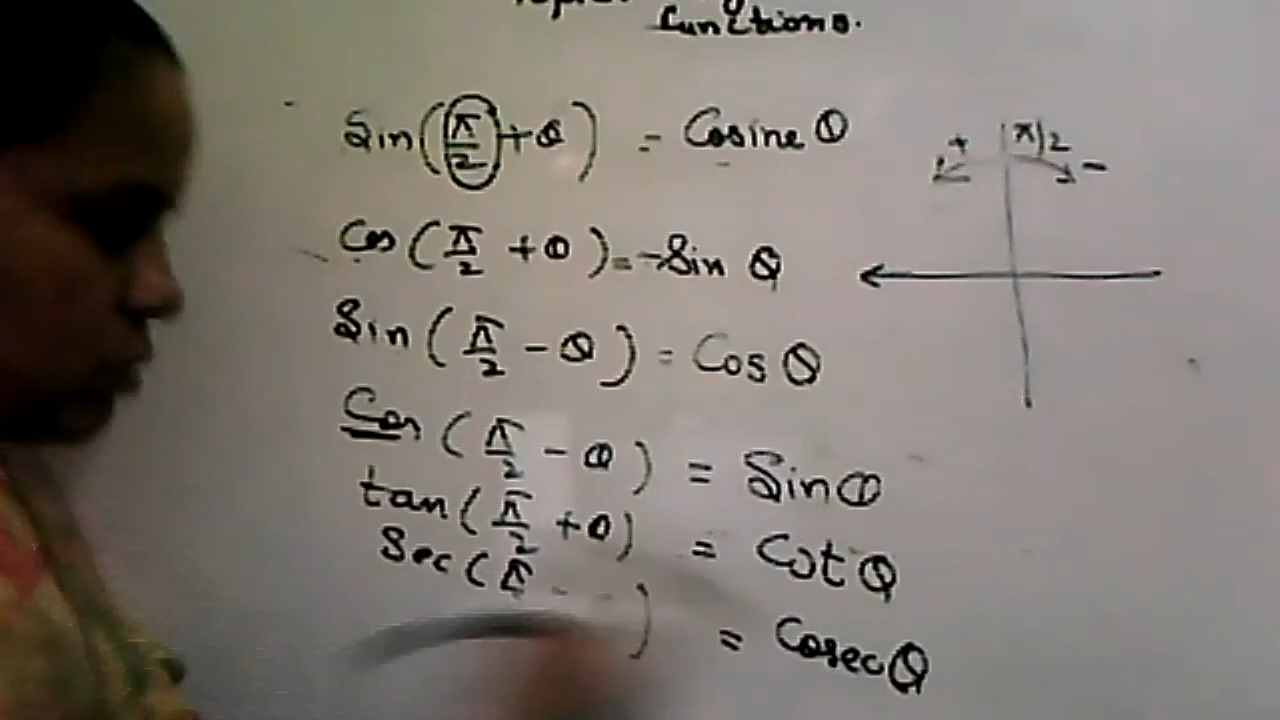 Functions.
Sin(π/2+θ) = Cosine θ
Cos(π/2 +θ)=-Sin θ
Sin(π/2 - θ) = Cos θ
Cos(π/2 - θ) = Sin θ
tan(π/2 +θ) = Cot θ
Sec(π ) = Cosec θ
+ π/2 -